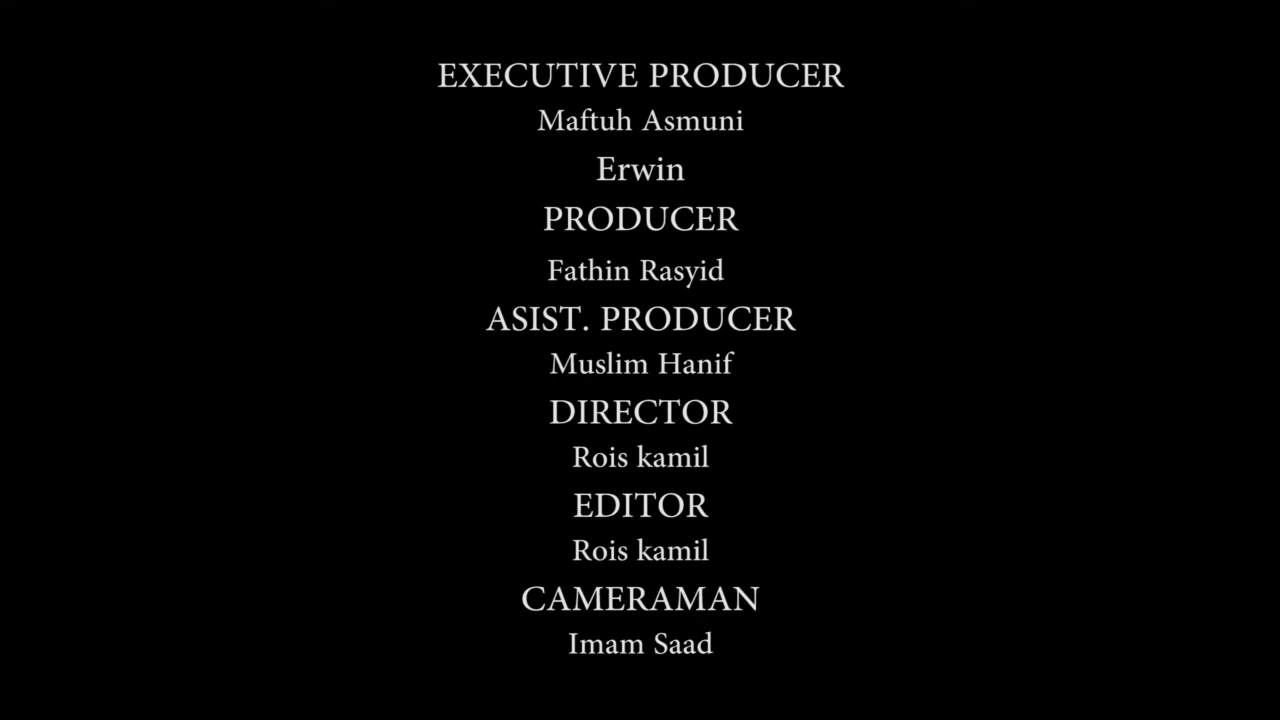 EXECUTIVE PRODUCER
Maftuh Asmuni
Erwin
PRODUCER
Fathin Rasyid
ASIST. PRODUCER
Muslim Hanif
DIRECTOR
Rois kamil
EDITOR
Rois kamil
CAMERAMAN
Imam Saad